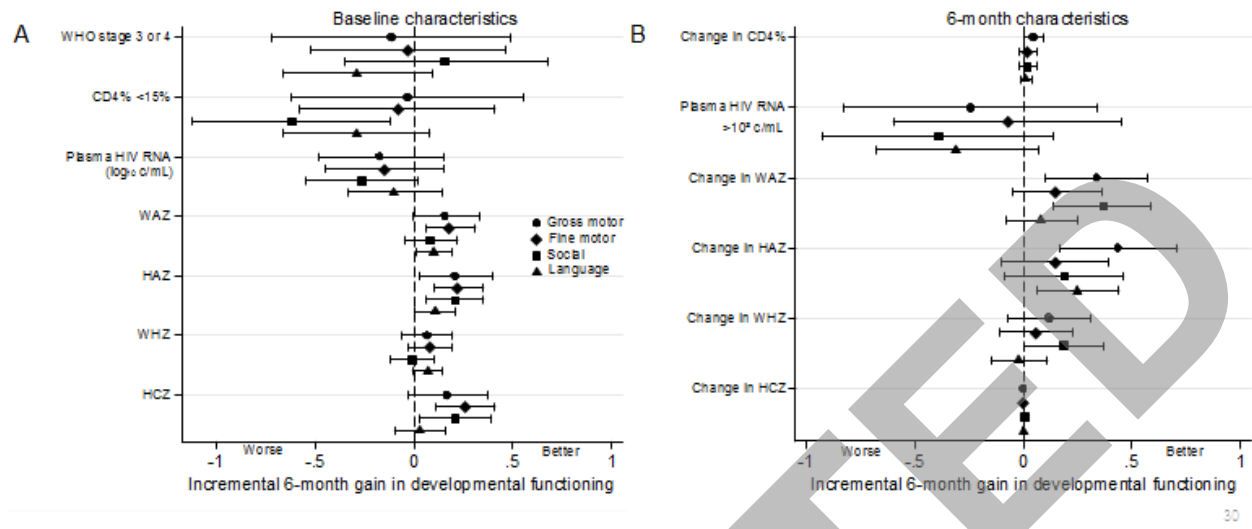 A
Baseline characteristics
WHO stage 3 or 4
CD4% <15%
Plasma HIV RNA
(log₁₀ c/mL)
WAZ
HAZ
WHZ
HCZ
Gross motor
Fine motor
Social
Language
Worse
Better
-1
-.5
0
.5
1
Incremental 6-month gain in developmental functioning
B
6-month characteristics
Change in CD4%
Plasma HIV RNA
Change in WAZ
Change in HAZ
Change in WHZ
Change in HCZ
Worse
Better
-1
-.5
0
.5
1
Incremental 6-month gain in developmental functioning
30
TED